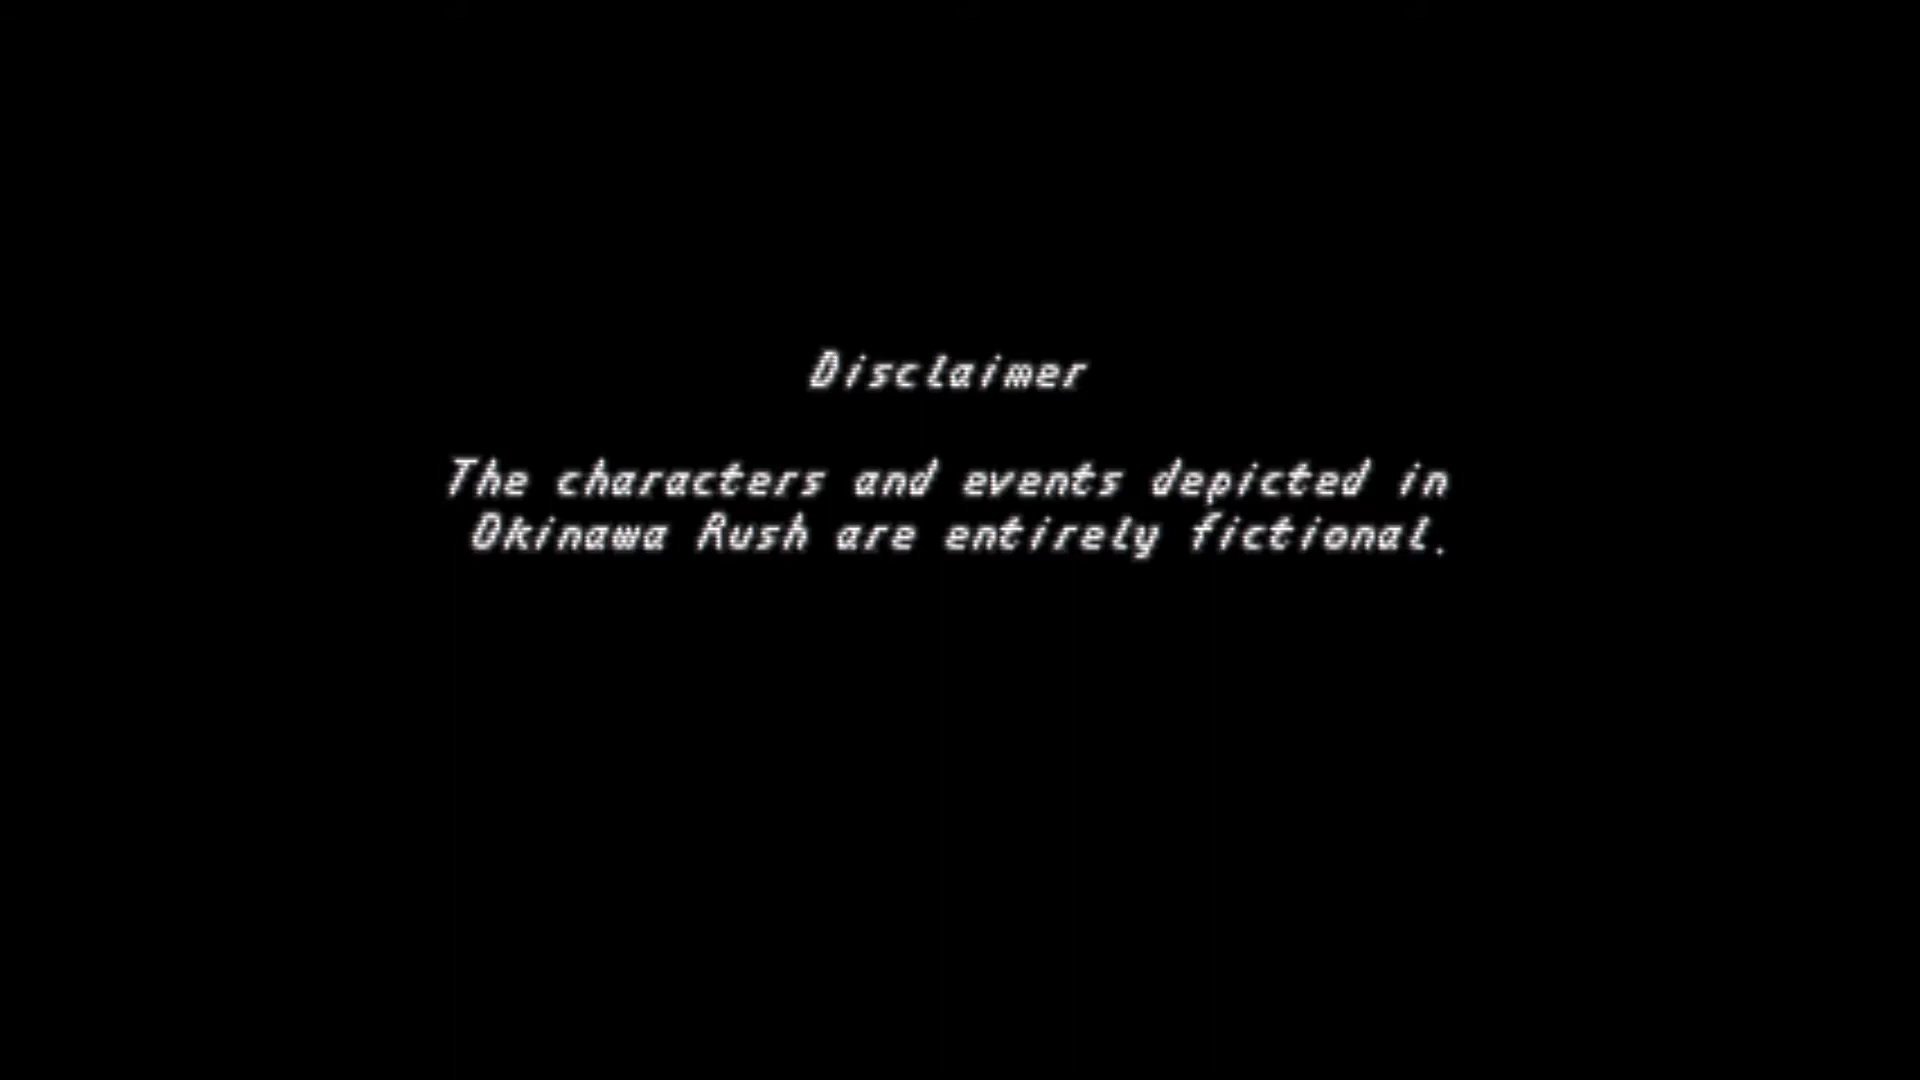 Disclaimer
The characters and events depicted in
Okinawa Rush are entirely fictional.